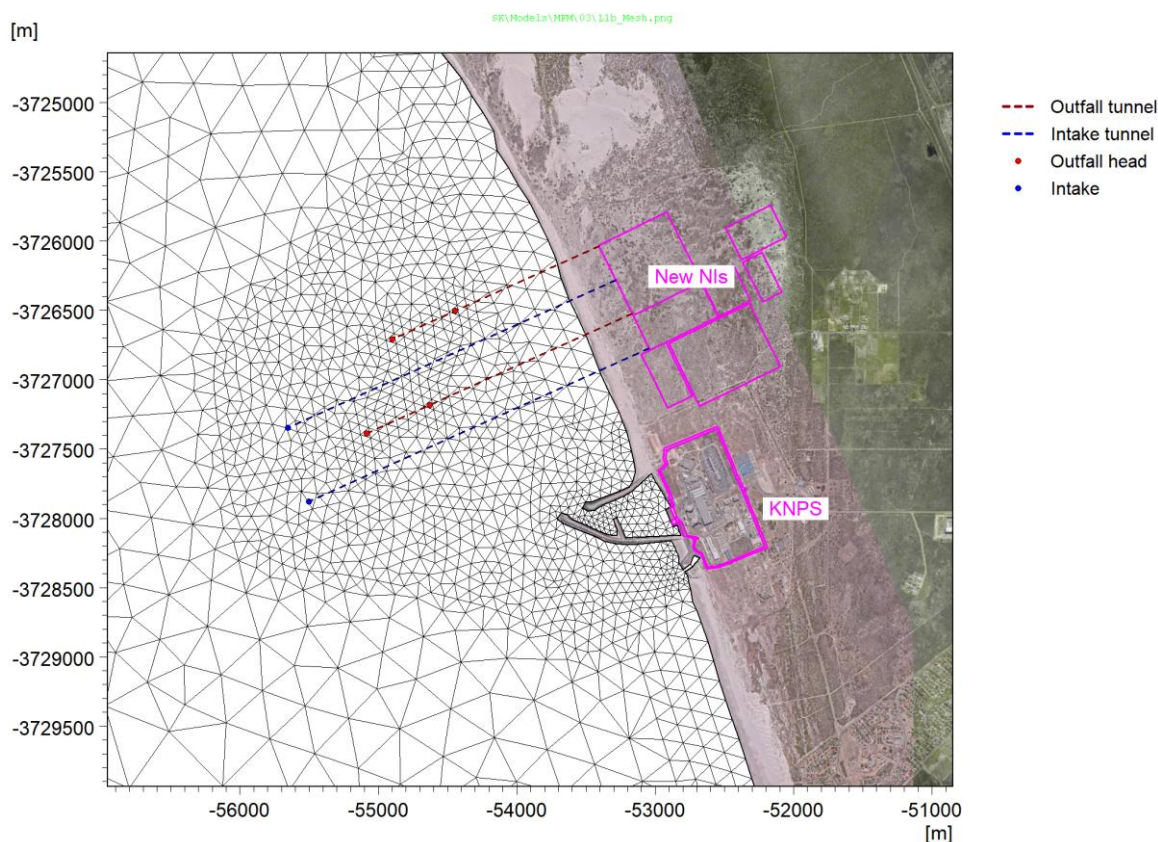 SK\Models\MFM\03\L1b_Mesh.png
[m]
-3725000
-3725500
-3726000
-3726500
-3727000
-3727500
-3728000
-3728500
-3729000
-3729500
Outfall tunnel
Intake tunnel
Outfall head
Intake
New NIs
KNPS
-56000
-55000
-54000
-53000
-52000
-51000
[m]